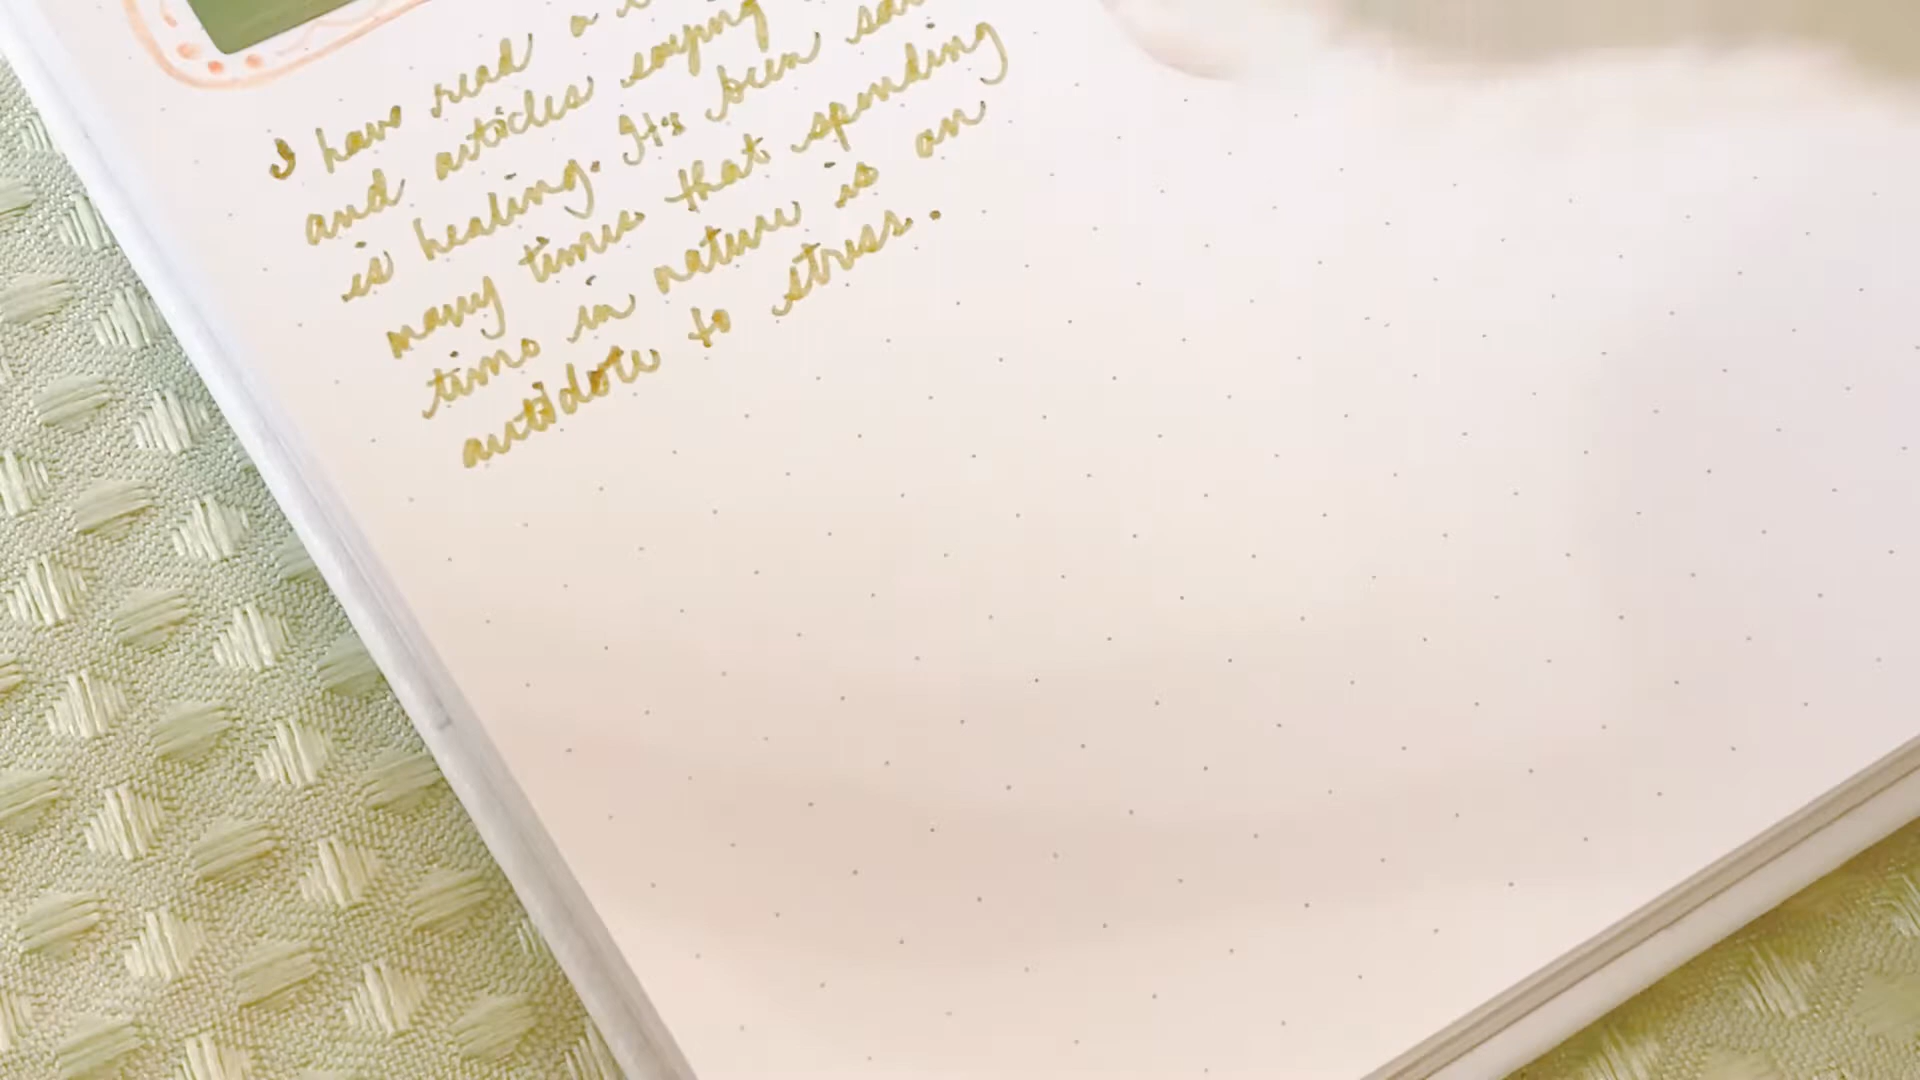 I have read a
and articles saying
is healing. It's been
many times that spending
time in nature is an
antidote to stress.